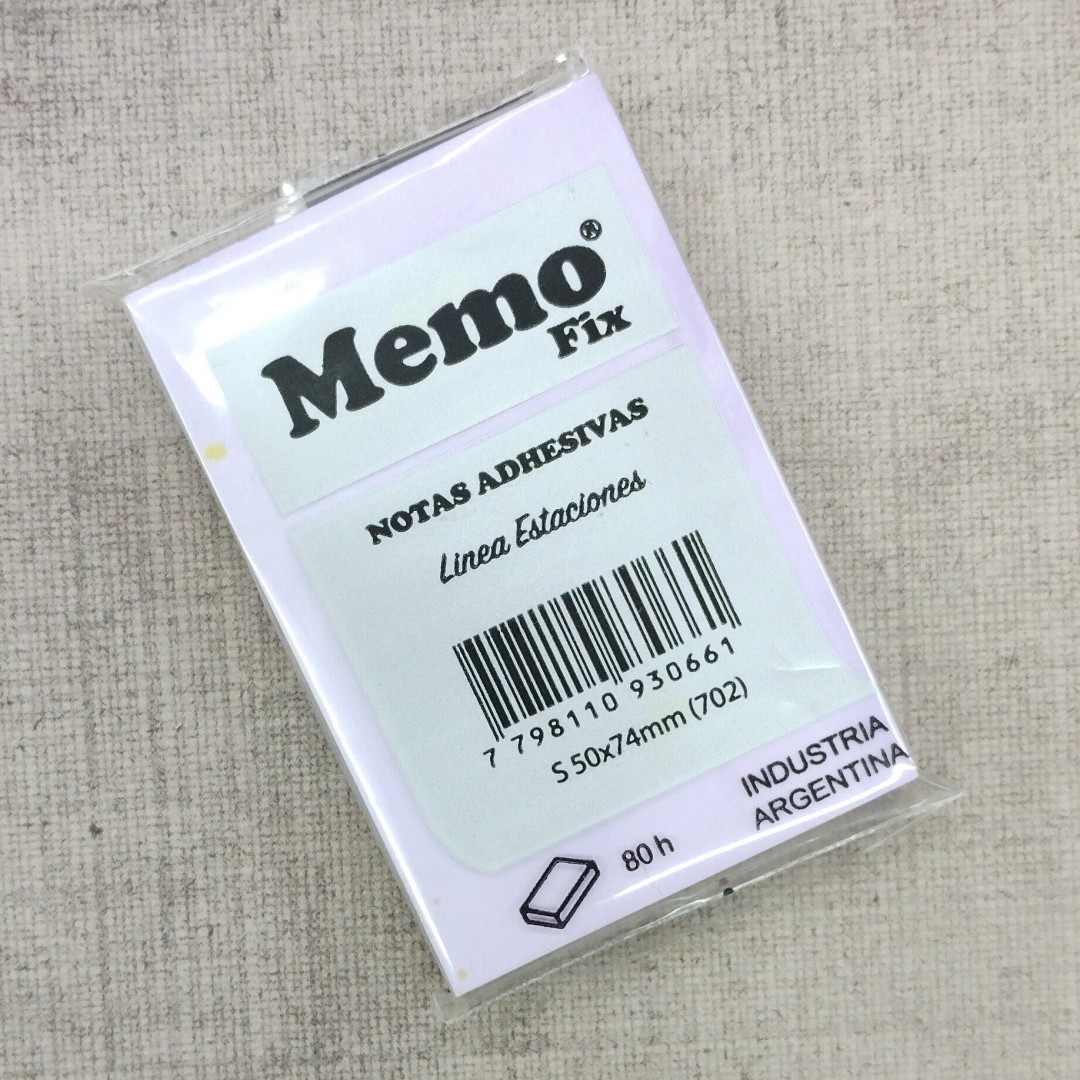 Memo®
Fix
NOTAS ADHESIVAS
Linea Estaciones
7 798110 930661
S 50x74mm (702)
80 h
INDUSTRIA
ARGENTINA